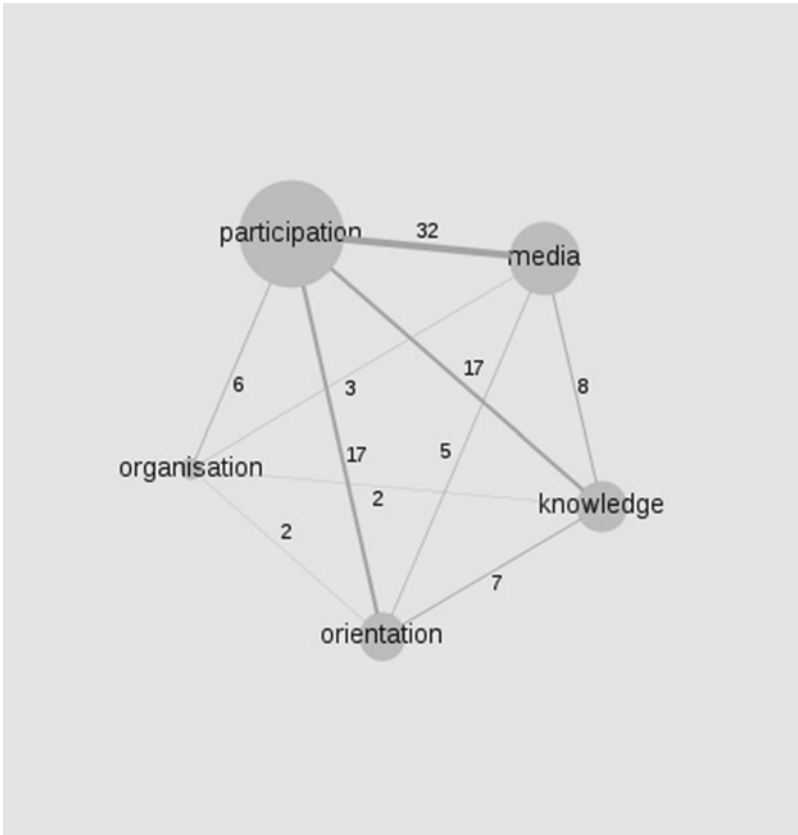 32
participation
media
17
6
3
8
17
5
organisation
2
knowledge
2
7
orientation